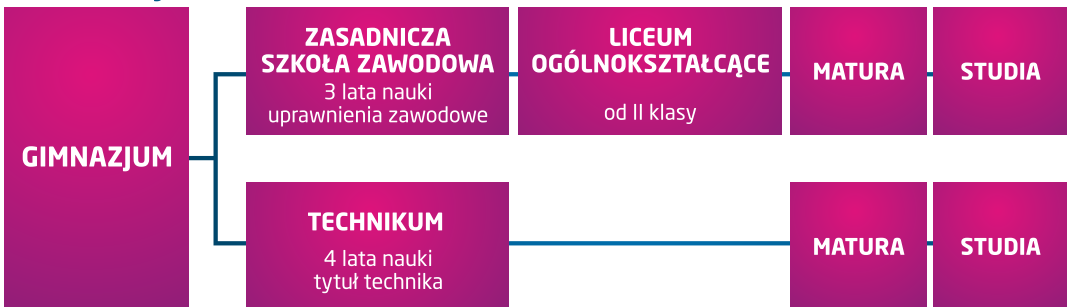 GIMNAZJUM
ZASADNICZA
SZKOŁA ZAWODOWA
3 lata nauki
uprawnienia zawodowe
LICEUM
OGÓLNOKSZTAŁCĄCE
od II klasy
MATURA
STUDIA
TECHNIKUM
4 lata nauki
tytuł technika
MATURA
STUDIA